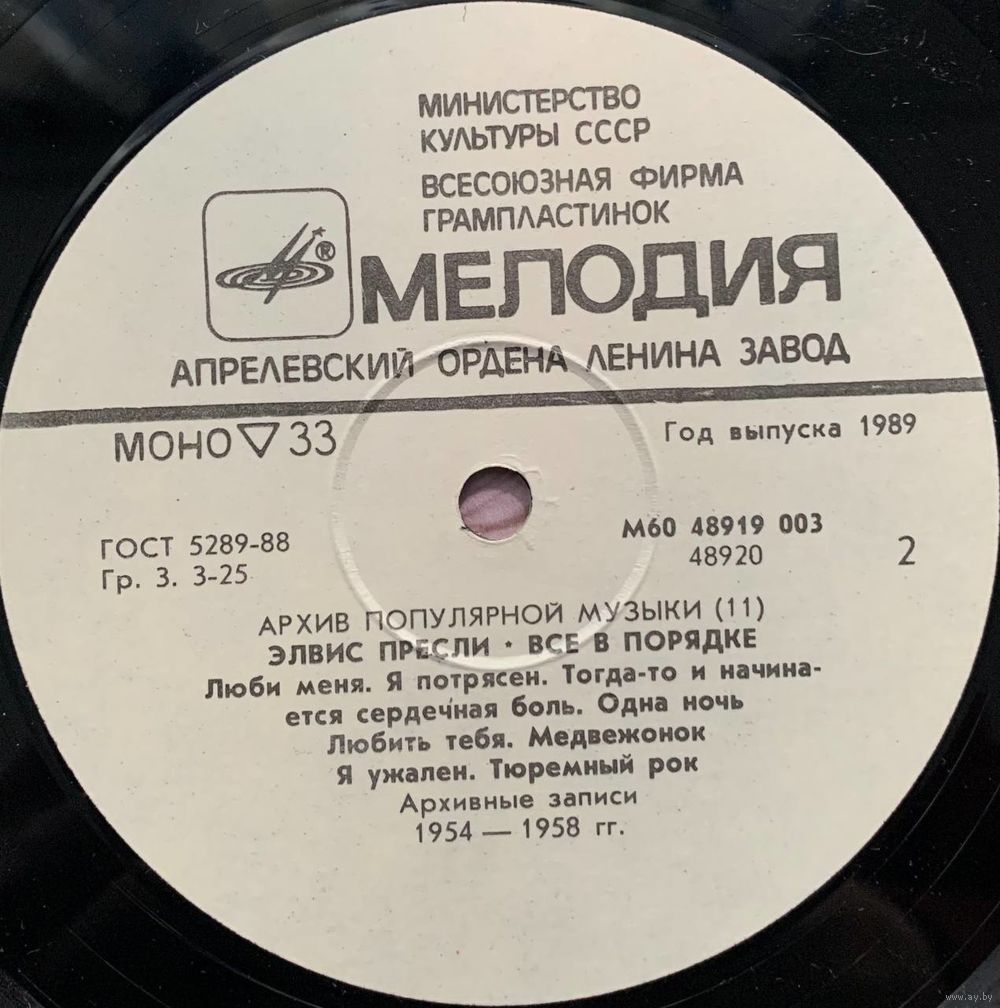 МИНИСТЕРСТВО
КУЛЬТУРЫ СССР
ВСЕСОЮЗНАЯ ФИРМА
ГРАМПЛАСТИНОК
®
МЕЛОДИЯ
АПРЕЛЕВСКИЙ ОРДЕНА ЛЕНИНА ЗАВОД
МОНО ▽ 33
Год выпуска 1989
ГОСТ 5289-88
Гр. 3. 3-25
М60 48919 003
48920
2
АРХИВ ПОПУЛЯРНОЙ МУЗЫКИ (11)
ЭЛВИС ПРЕСЛИ · ВСЕ В ПОРЯДКЕ
Люби меня. Я потрясен. Тогда-то и начина-
ется сердечная боль. Одна ночь
Любить тебя. Медвежонок
Я ужален. Тюремный рок
Архивные записи
1954 — 1958 гг.
www.ay.by